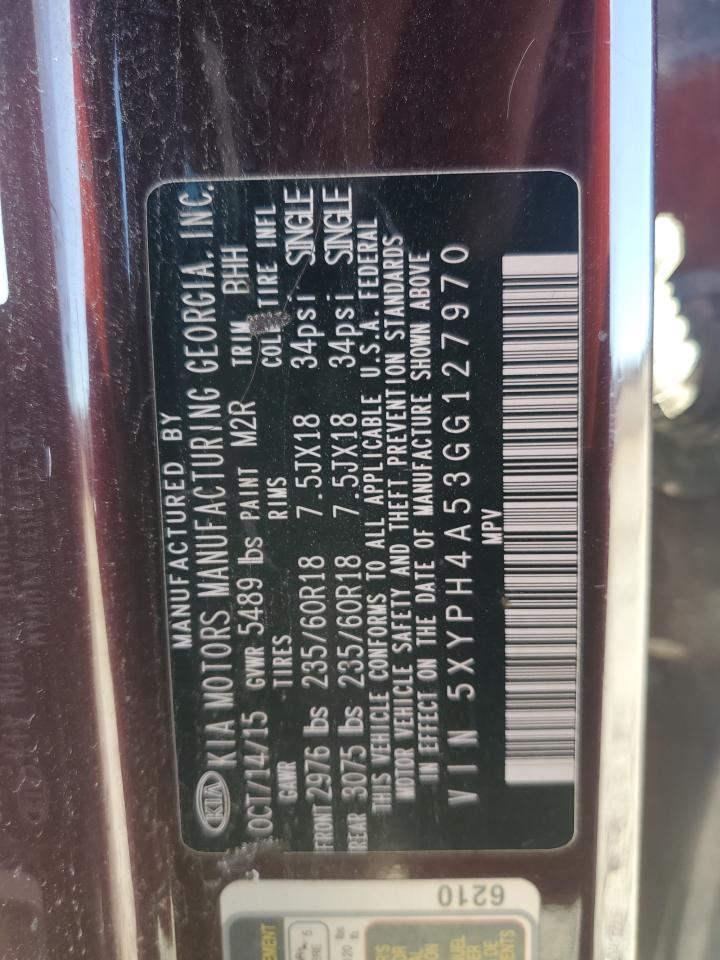 MANUFACTURED BY
KIA KIA MOTORS MANUFACTURING GEORGIA, INC.
OCT/14/15 GVWR 5489 lbs PAINT M2R TRIM BHH
GAWR TIRES RIMS COLD TIRE INFL
FRONT 2976 lbs 235/60R18 7.5JX18 34psi SINGLE
REAR 3075 lbs 235/60R18 7.5JX18 34psi SINGLE
THIS VEHICLE CONFORMS TO ALL APPLICABLE U.S.A. FEDERAL
MOTOR VEHICLE SAFETY AND THEFT PREVENTION STANDARDS
IN EFFECT ON THE DATE OF MANUFACTURE SHOWN ABOVE
VIN 5XYPH4A53GG127970
MPV
6210